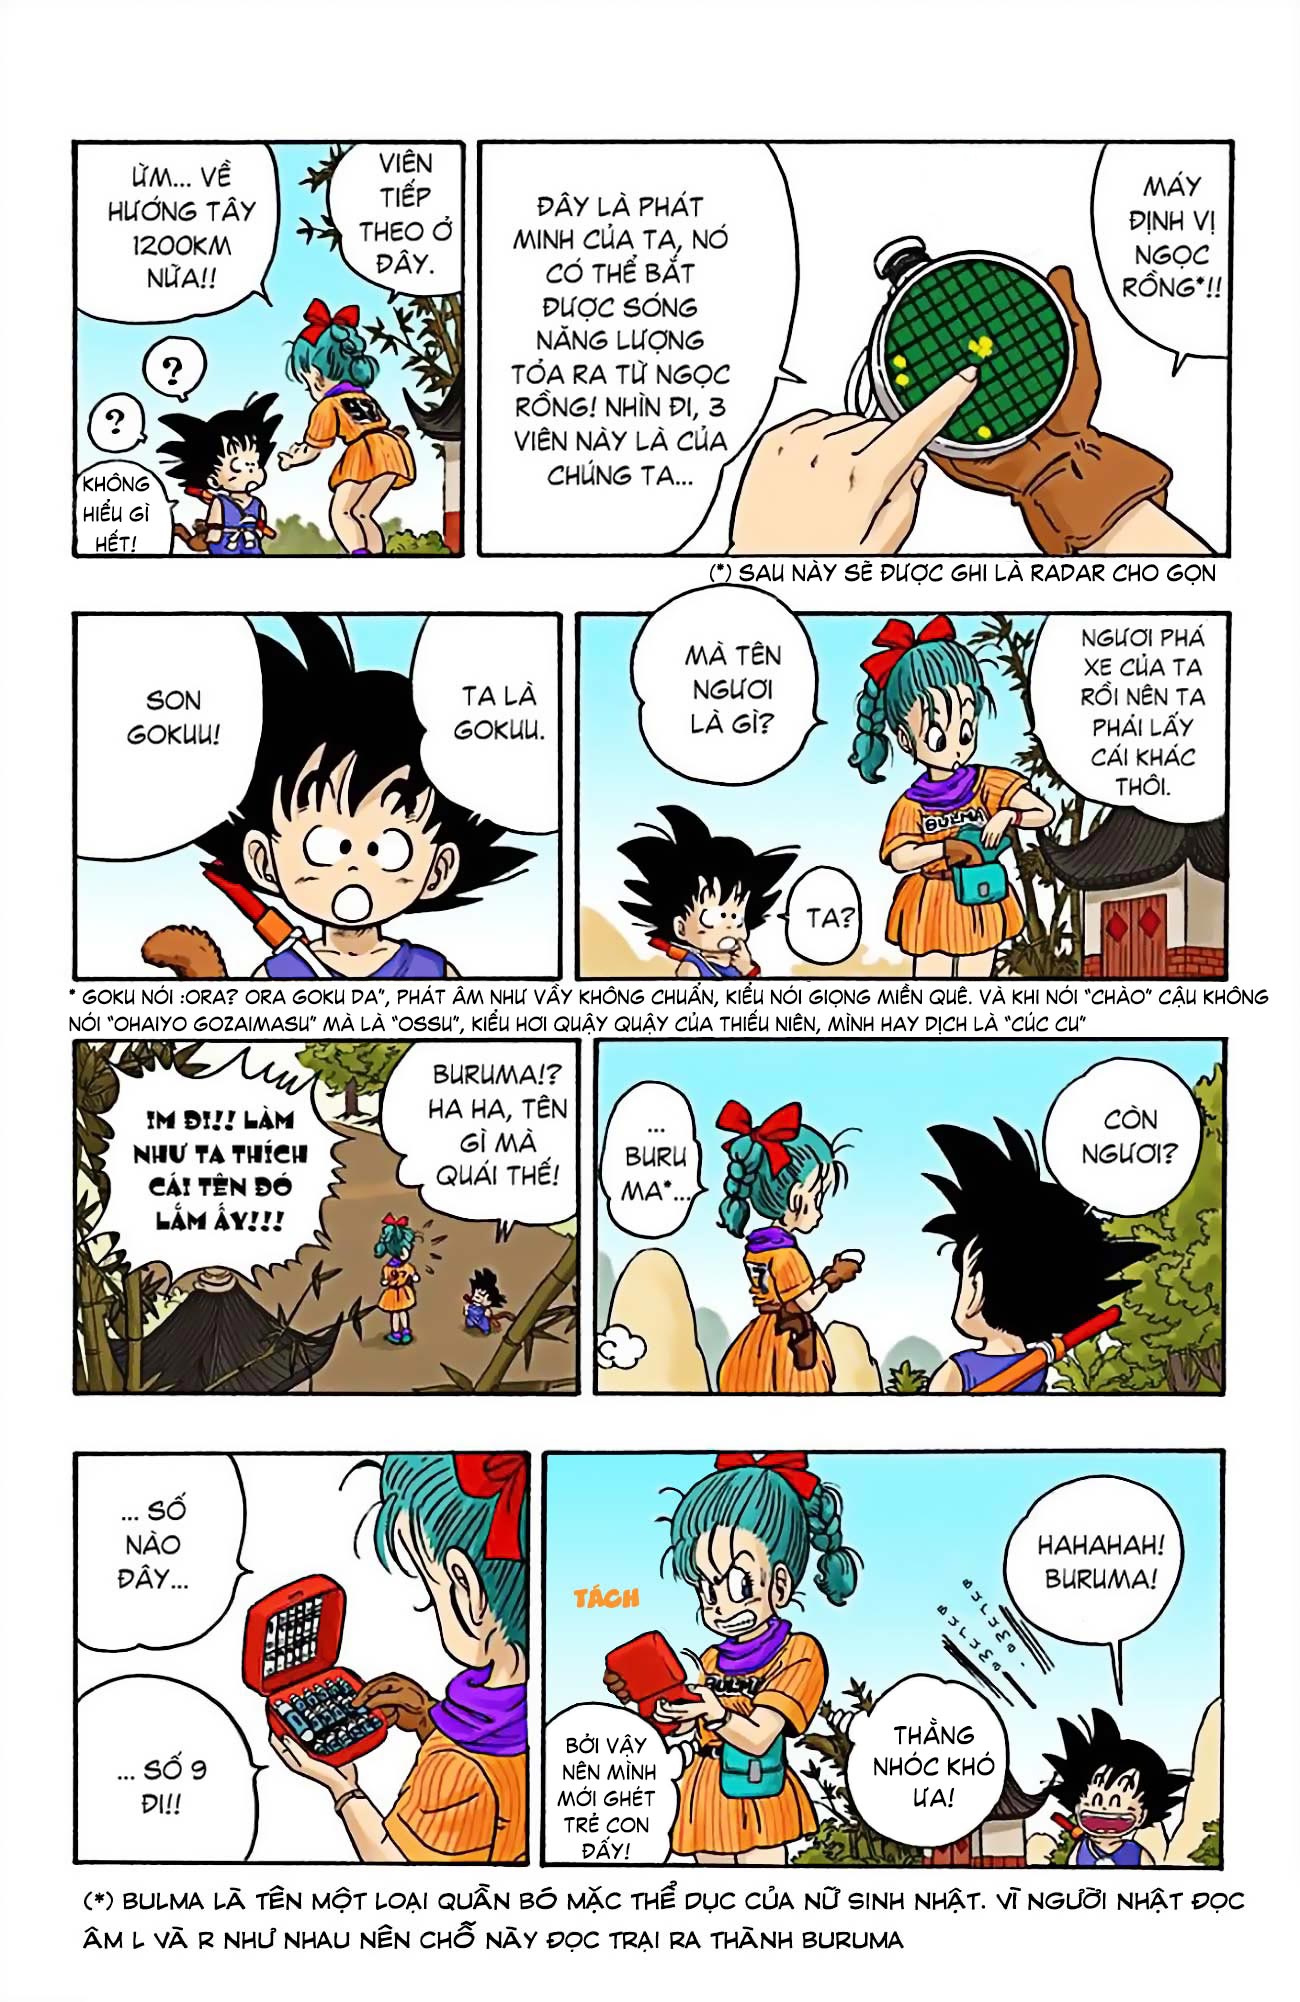 MÁY
ĐỊNH VỊ
NGỌC
RỒNG*!!
ĐÂY LÀ PHÁT
MINH CỦA TA, NÓ
CÓ THỂ BẮT
ĐƯỢC SÓNG
NĂNG LƯỢNG
TỎA RA TỪ NGỌC
RỒNG! NHÌN ĐI, 3
VIÊN NÀY LÀ CỦA
CHÚNG TA...
(*) SAU NÀY SẼ ĐƯỢC GHI LÀ RADAR CHO GỌN
VIÊN
TIẾP
THEO Ở
ĐÂY.
ỪM... VỀ
HƯỚNG TÂY
1200KM
NỮA!!
?
?
KHÔNG
HIỂU GÌ
HẾT!
NGƯƠI PHÁ
XE CỦA TA
RỒI NÊN TA
PHẢI LẤY
CÁI KHÁC
THÔI.
MÀ TÊN
NGƯƠI
LÀ GÌ?
BULMA
TA?
TA LÀ
GOKUU.
SON
GOKUU!
* GOKU NÓI :ORA? ORA GOKU DA", PHÁT ÂM NHƯ VẦY KHÔNG CHUẨN, KIỂU NÓI GIỌNG MIỀN QUÊ. VÀ KHI NÓI "CHÀO" CẬU KHÔNG
NÓI "OHAIYO GOZAIMASU" MÀ LÀ "OSSU", KIỂU HƠI QUẬY QUẬY CỦA THIẾU NIÊN, MÌNH HAY DỊCH LÀ "CÚC CU"
CÒN
NGƯƠI?
...
BURU
MA*...
BURUMA!?
HA HA, TÊN
GÌ MÀ
QUÁI THẾ!
IM ĐI!! LÀM
NHƯ TA THÍCH
CÁI TÊN ĐÓ
LẮM ẤY!!!
97
HAHAHAH!
BURUMA!
BURUMA.
BURUMA
THẰNG
NHÓC KHÓ
ƯA!
TÁCH
BULM
BỞI VẬY
NÊN MÌNH
MỚI GHÉT
TRẺ CON
ĐẤY!
... SỐ
NÀO
ĐÂY...
... SỐ 9
ĐI!!
(*) BULMA LÀ TÊN MỘT LOẠI QUẦN BÓ MẶC THỂ DỤC CỦA NỮ SINH NHẬT. VÌ NGƯỜI NHẬT ĐỌC
ÂM L VÀ R NHƯ NHAU NÊN CHỖ NÀY ĐỌC TRẠI RA THÀNH BURUMA